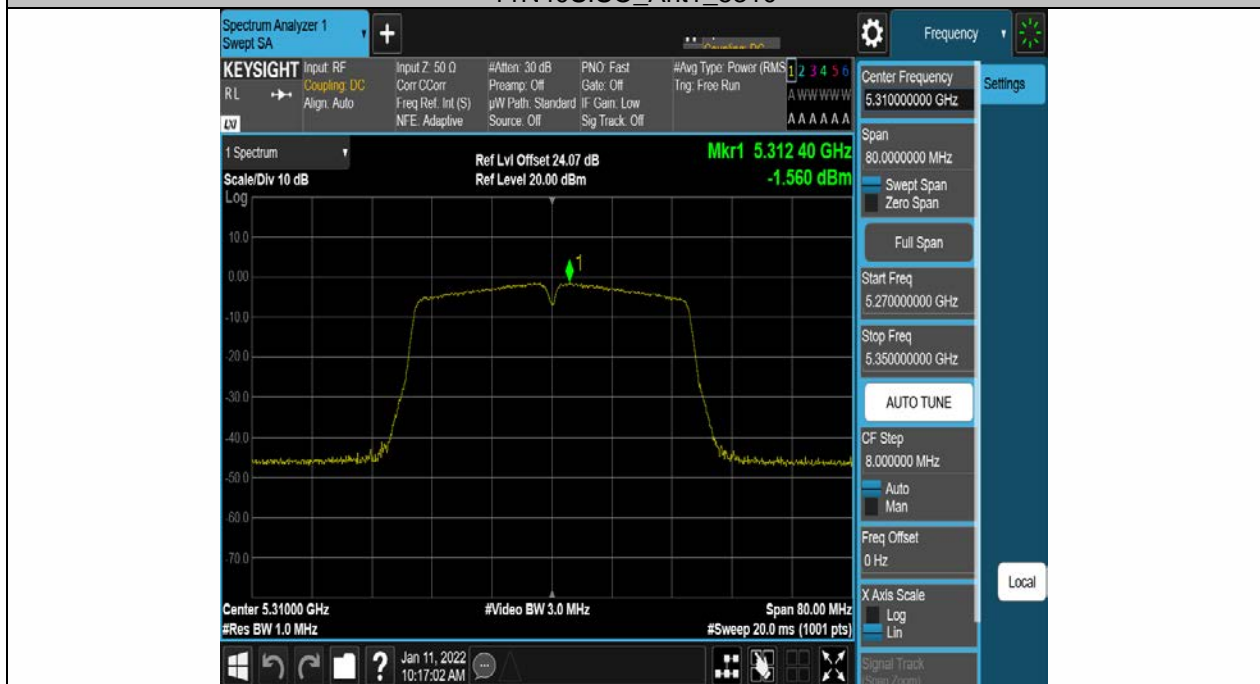 Spectrum Analyzer 1
Swept SA
+
Frequency
KEYSIGHT
RL
LXI
Input: RF
Coupling: DC
Align: Auto
Input Z: 50 Ω
Corr CCorr
Freq Ref: Int (S)
NFE: Adaptive
#Atten: 30 dB
Preamp: Off
µW Path: Standard
Source: Off
PNO: Fast
Gate: Off
IF Gain: Low
Sig Track: Off
#Avg Type: Power (RMS
Trig: Free Run
1 2 3 4 5 6
A W W W W W
A A A A A A
Center Frequency
5.310000000 GHz
Settings
Span
80.0000000 MHz
Swept Span
Zero Span
Full Span
Start Freq
5.270000000 GHz
Stop Freq
5.350000000 GHz
AUTO TUNE
CF Step
8.000000 MHz
Auto
Man
Freq Offset
0 Hz
X Axis Scale
Log
Lin
Signal Track
(Span Zoom)
Local
1 Spectrum
Scale/Div 10 dB
Log
Ref Lvl Offset 24.07 dB
Ref Level 20.00 dBm
Mkr1 5.312 40 GHz
-1.560 dBm
10.0
0.00
-10.0
-20.0
-30.0
-40.0
-50.0
-60.0
-70.0
1
Center 5.31000 GHz
#Res BW 1.0 MHz
#Video BW 3.0 MHz
Span 80.00 MHz
#Sweep 20.0 ms (1001 pts)
?
Jan 11, 2022
10:17:02 AM